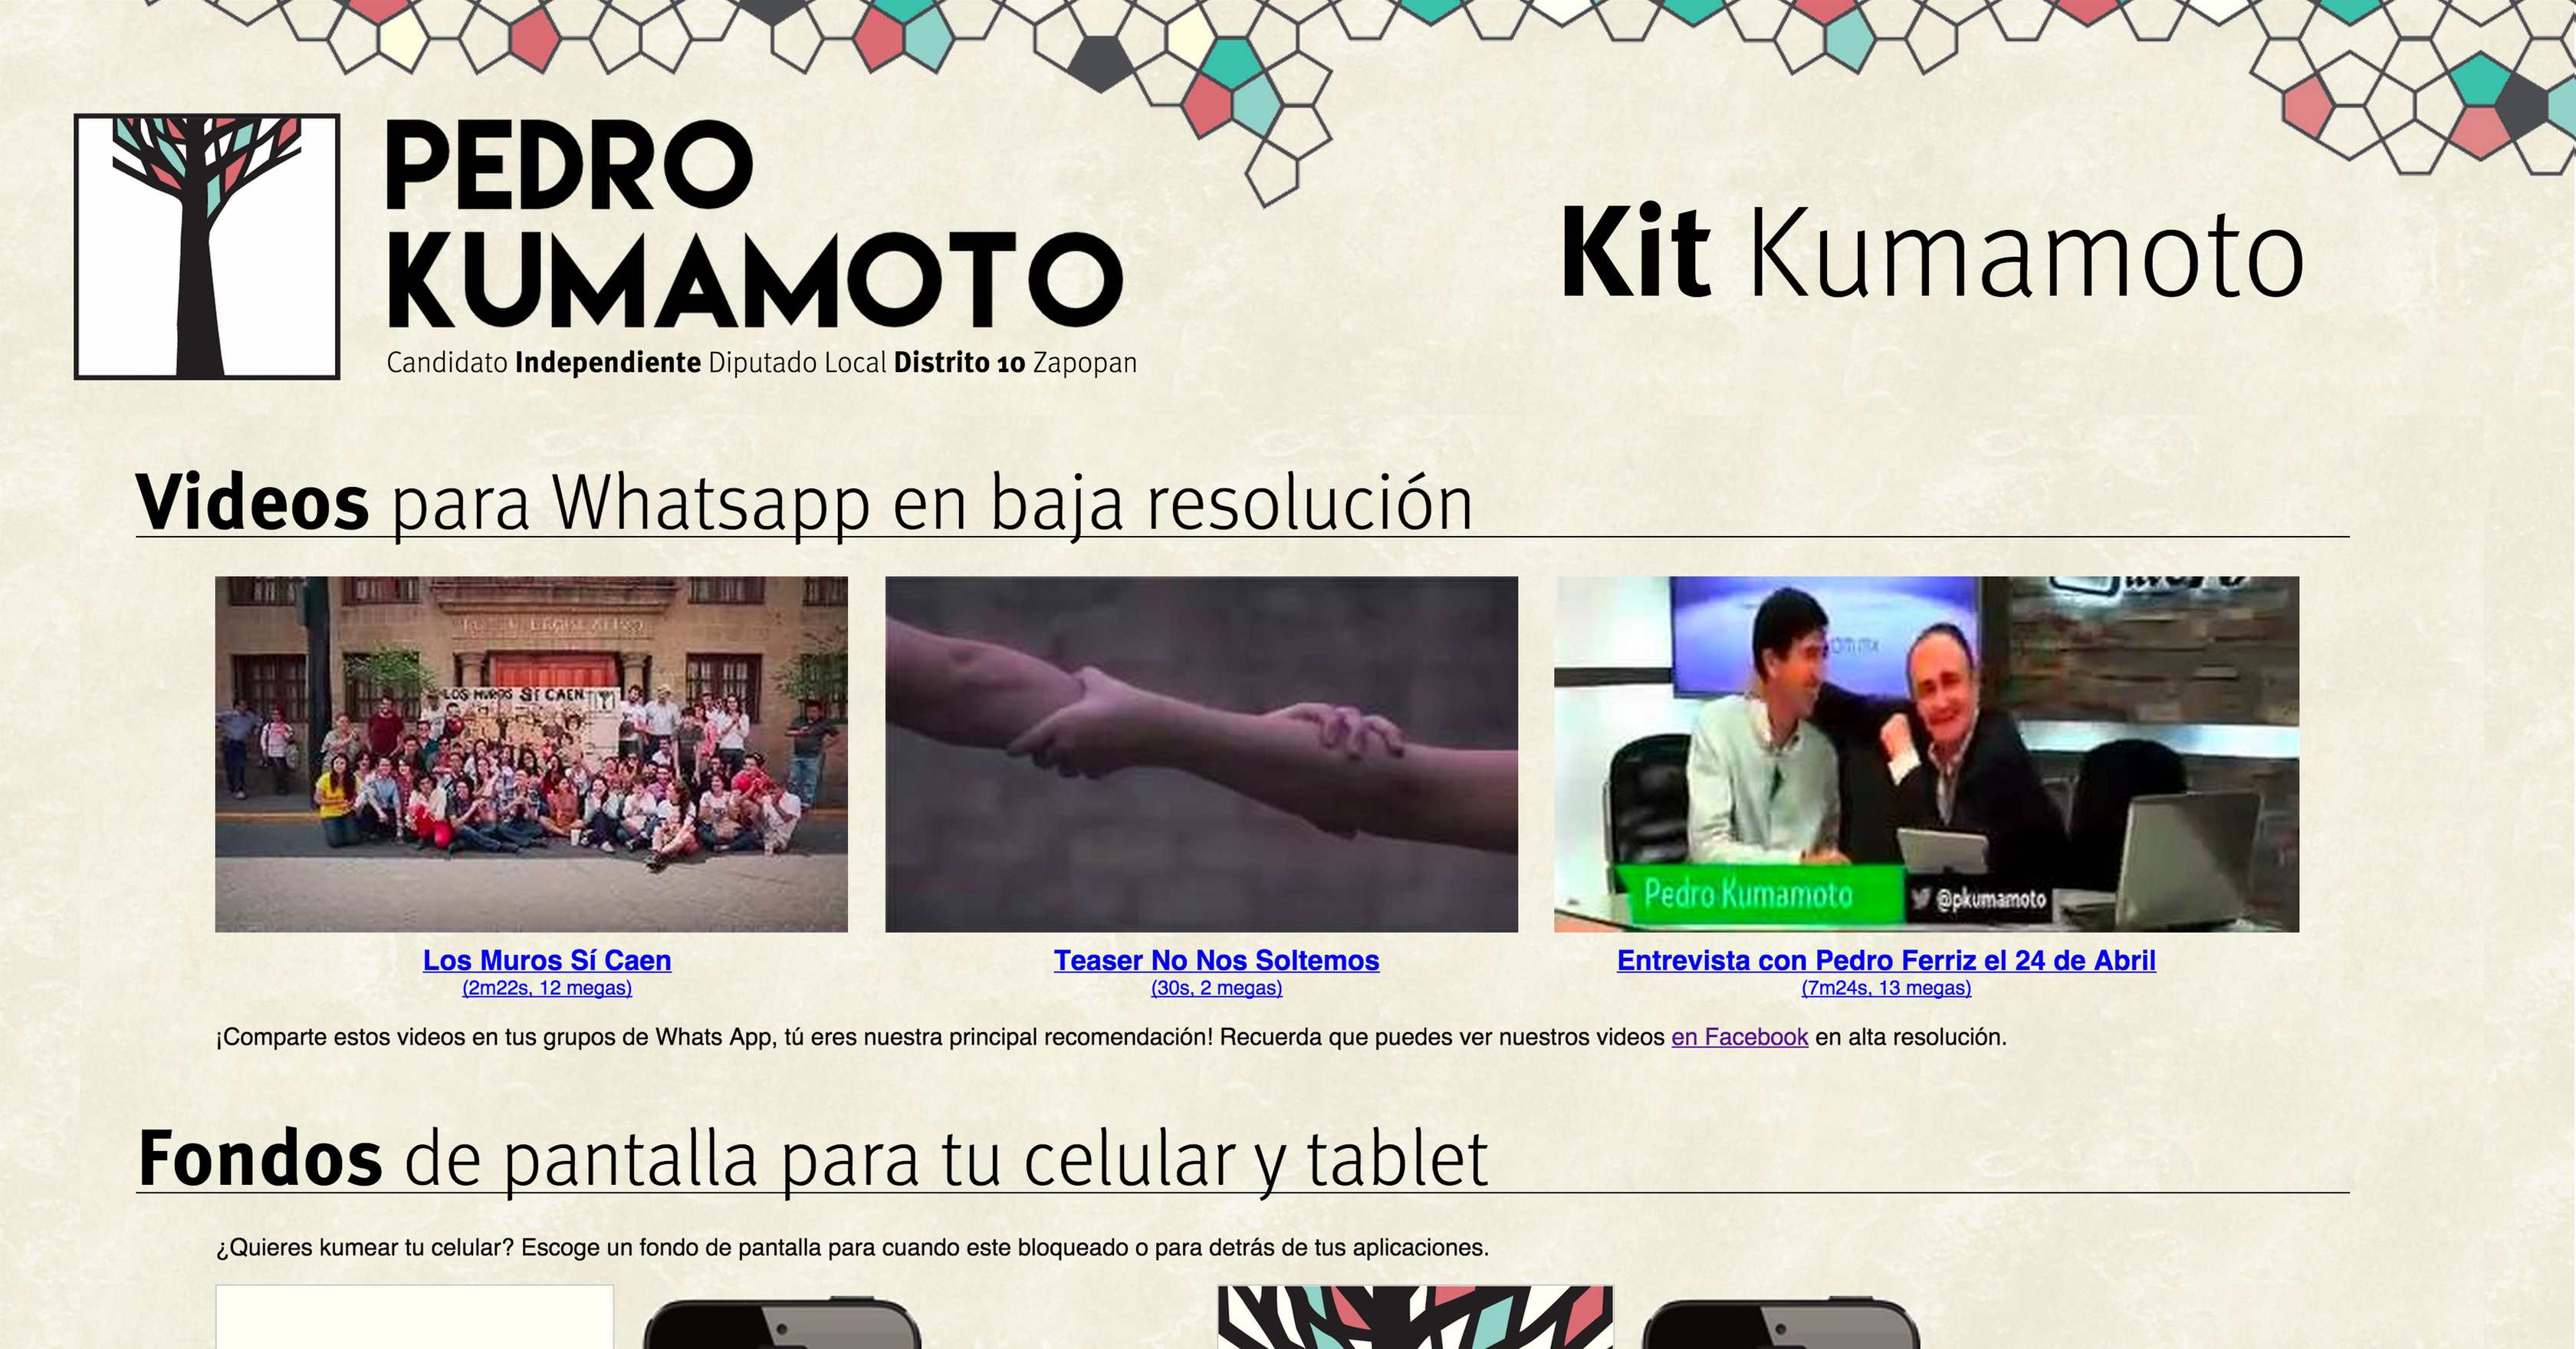 PEDRO
KUMAMOTO
Candidato Independiente Diputado Local Distrito 10 Zapopan
Kit Kumamoto
Videos para Whatsapp en baja resolución
LOS MUROS SÍ CAEN
Pedro Kumamoto
@pkumamoto
Los Muros Sí Caen
(2m22s, 12 megas)
Teaser No Nos Soltemos
(30s, 2 megas)
Entrevista con Pedro Ferriz el 24 de Abril
(7m24s, 13 megas)
¡Comparte estos videos en tus grupos de Whats App, tú eres nuestra principal recomendación! Recuerda que puedes ver nuestros videos en Facebook en alta resolución.
Fondos de pantalla para tu celular y tablet
¿Quieres kumear tu celular? Escoge un fondo de pantalla para cuando este bloqueado o para detrás de tus aplicaciones.